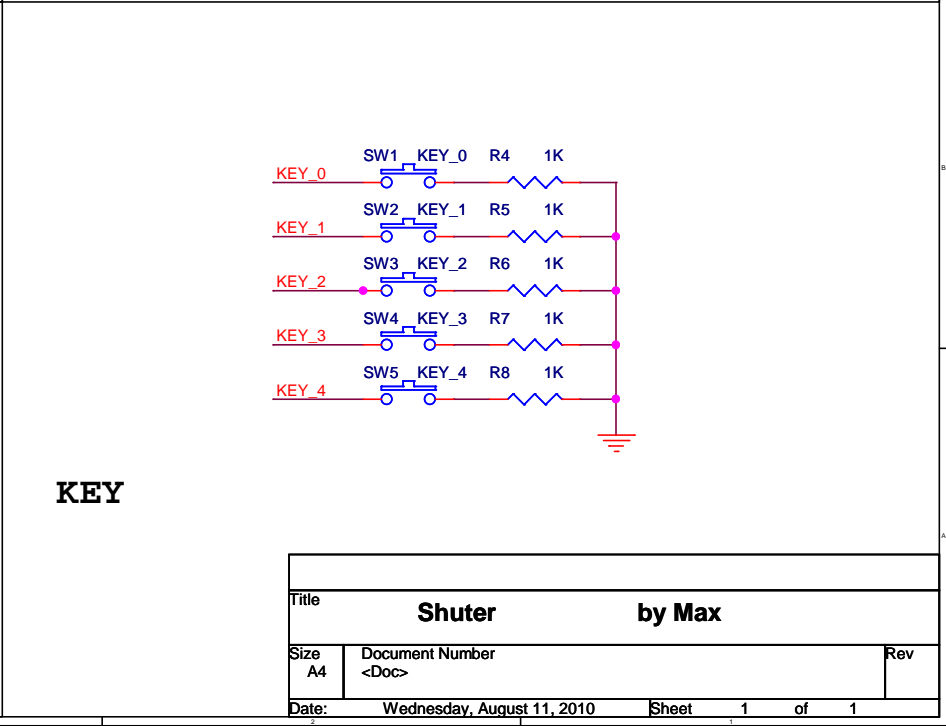 B
SW1 KEY_0 R4 1K
KEY_0
SW2 KEY_1 R5 1K
KEY_1
SW3 KEY_2 R6 1K
KEY_2
SW4 KEY_3 R7 1K
KEY_3
SW5 KEY_4 R8 1K
KEY_4
KEY
A
Title
Shuter by Max
Size Document Number Rev
A4 <Doc>
Date: Wednesday, August 11, 2010 Sheet 1 of 1
2 1